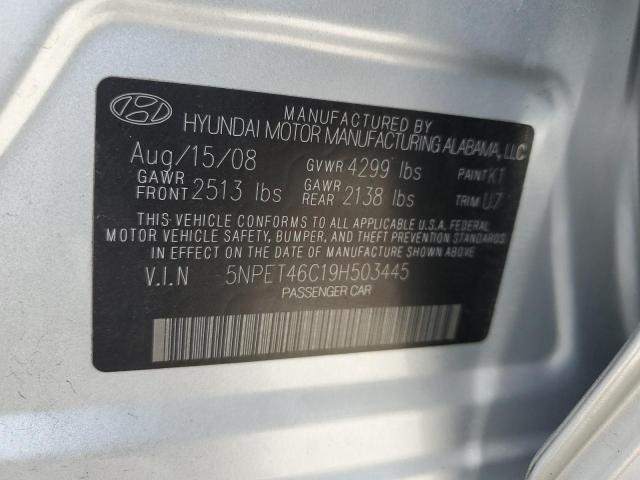 MANUFACTURED BY
HYUNDAI MOTOR MANUFACTURING ALABAMA, LLC
Aug/15/08 GVWR 4299 lbs PAINT KT
GAWR FRONT 2513 lbs GAWR REAR 2138 lbs TRIM UZ
THIS VEHICLE CONFORMS TO ALL APPLICABLE U.S.A. FEDERAL
MOTOR VEHICLE SAFETY, BUMPER, AND THEFT STANDARDS
IN EFFECT ON THE DATE OF MANUFACTURE SHOWN ABOVE
V.I.N 5NPET46C19H503445
PASSENGER CAR